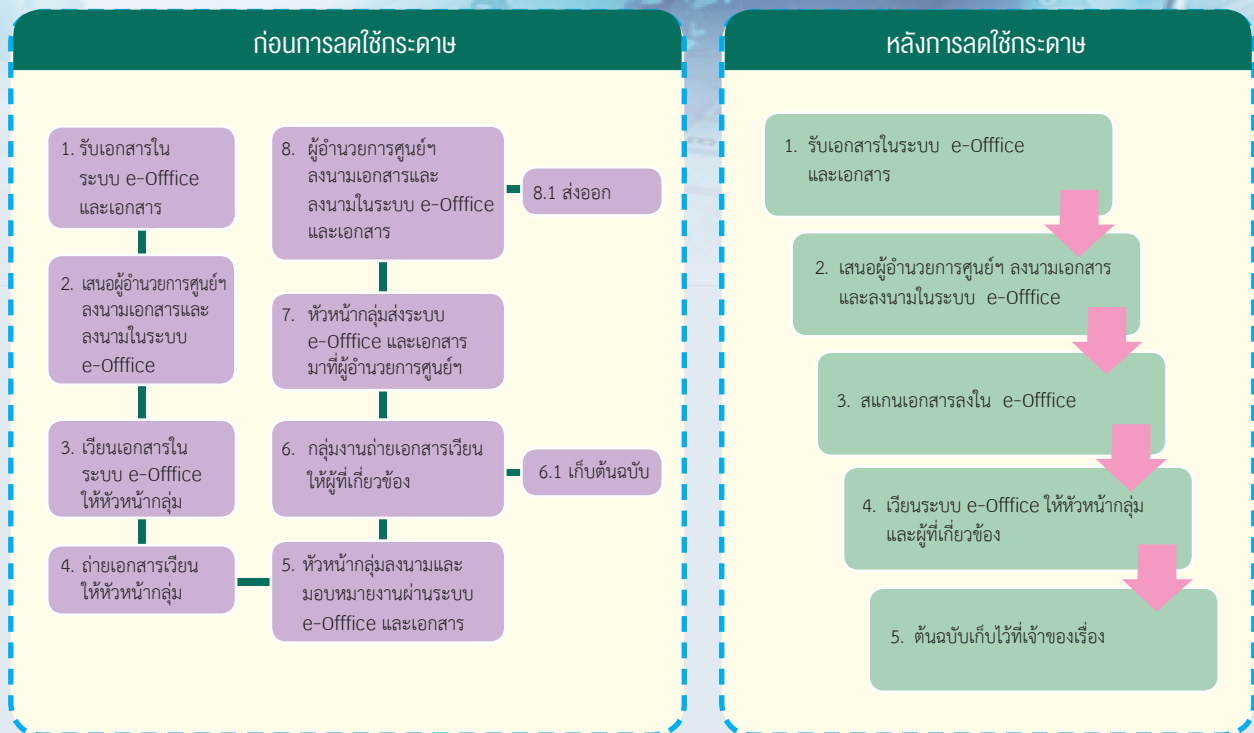 ก่อนการลดใช้กระดาษ
1. รับเอกสารใน
ระบบ e-Offfice
และเอกสาร
2. เสนอผู้อำนวยการศูนย์ฯ
ลงนามเอกสารและ
ลงนามในระบบ
e-Offfice
3. เวียนเอกสารใน
ระบบ e-Offfice
ให้หัวหน้ากลุ่ม
4. ถ่ายเอกสารเวียน
ให้หัวหน้ากลุ่ม
5. หัวหน้ากลุ่มลงนามและ
มอบหมายงานผ่านระบบ
e-Offfice และเอกสาร
6. กลุ่มงานถ่ายเอกสารเวียน
ให้ผู้ที่เกี่ยวข้อง
6.1 เก็บต้นฉบับ
7. หัวหน้ากลุ่มส่งระบบ
e-Offfice และเอกสาร
มาที่ผู้อำนวยการศูนย์ฯ
8. ผู้อำนวยการศูนย์ฯ
ลงนามเอกสารและ
ลงนามในระบบ e-Offfice
และเอกสาร
8.1 ส่งออก
หลังการลดใช้กระดาษ
1. รับเอกสารในระบบ e-Offfice
และเอกสาร
2. เสนอผู้อำนวยการศูนย์ฯ ลงนามเอกสาร
และลงนามในระบบ e-Offfice
3. สแกนเอกสารลงใน e-Offfice
4. เวียนระบบ e-Offfice ให้หัวหน้ากลุ่ม
และผู้ที่เกี่ยวข้อง
5. ต้นฉบับเก็บไว้ที่เจ้าของเรื่อง